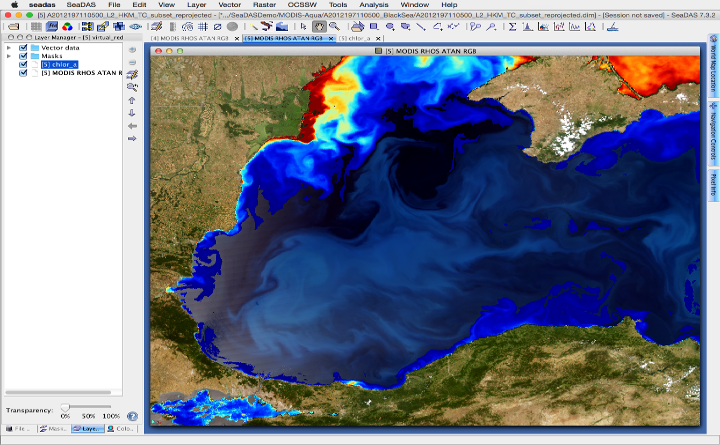 seadas SeaDAS File Edit View Layer Vector Raster OCSSW Tools Analysis Window Help
[5] A2012197110500_L2_HKM_TC_subset_reprojected - [.../SeaDASDemo/MODIS-Aqua/A2012197110500_BlackSea/A2012197110500_L2_HKM_TC_subset_reprojected.dim] - [Session not saved] - SeaDAS 7.3.2
Layer Manager - [5] virtual_red
[4] MODIS RHOS ATAN RGB
[5] MODIS RHOS ATAN RGB
[5] chlor_a
Vector data
Masks
[5] chlor_a
[5] MODIS RHOS ATAN R
[5] MODIS RHOS ATAN RGB
World Map Location
Navigation Controls
Pixel Info
Transparency:
0% 50% 100%
File ...
Mask...
Laye...
Colo...